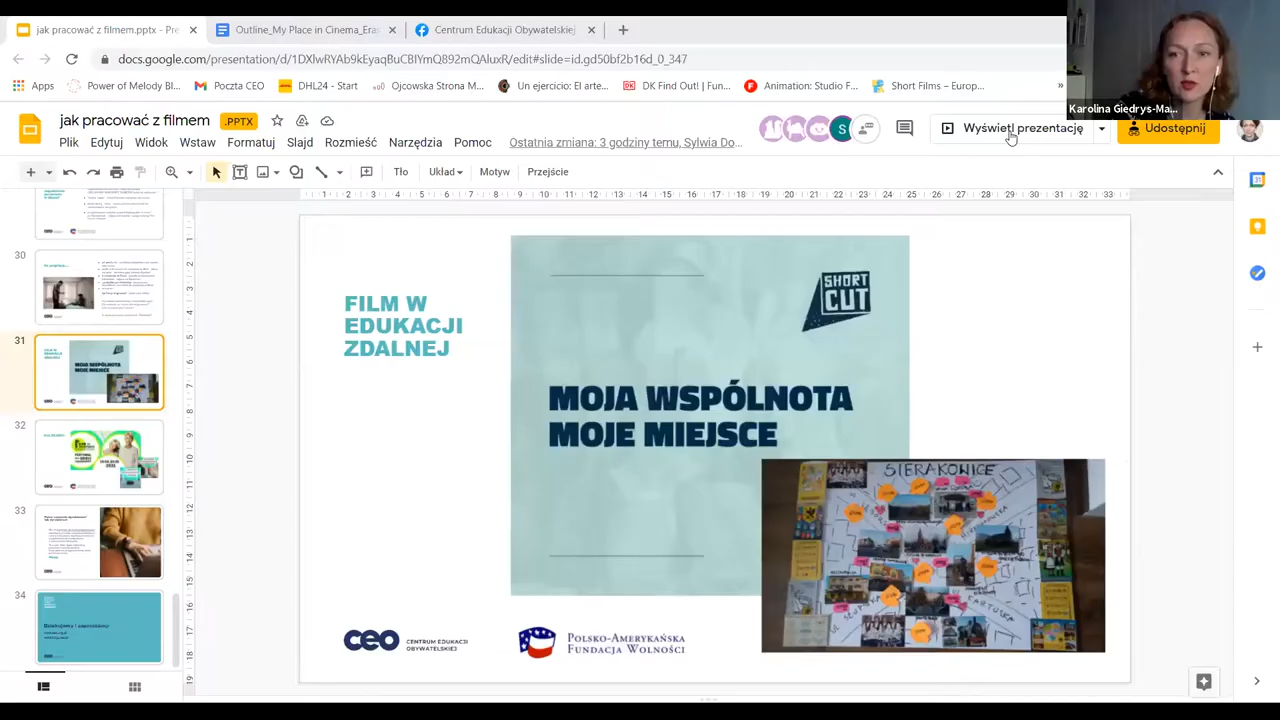 jak pracować z filmem.pptx - Pre
Outline_My Place in Cinema_Eras
Centrum Edukacji Obywatelskiej
docs.google.com/presentation/d/1DXlwRYAb9kEyaqBuCBlYmQ892mQAluxR/edit#slide=id.gd50bf2b16d_0_347
Apps
Power of Melody Bl...
Poczta CEO
DHL24 - Start
Ojcowska Strona M...
Un ejercicio: El arte...
DK Find Out! | Fun...
Animation: Studio F...
Short Films – Europ...
»
Karolina Giedrys-Ma...
jak pracować z filmem
.PPTX
S
Wyświetl prezentację
Udostępnij
Plik
Edytuj
Widok
Wstaw
Formatuj
Slajd
Rozmieść
Narzędzia
Pomoc
Ostatnia zmiana: 3 godziny temu, Sylwia Do...
Tło
Układ
Motyw
Przejście
30
31
32
33
34
FILM W
EDUKACJI
ZDALNEJ
SHORT
CUT
MOJA WSPÓLNOTA
MOJE MIEJSCE
SIERAKOWICE
CEO
CENTRUM EDUKACJI
OBYWATELSKIEJ
POLSKO-AMERYKAŃSKA
FUNDACJA WOLNOŚCI